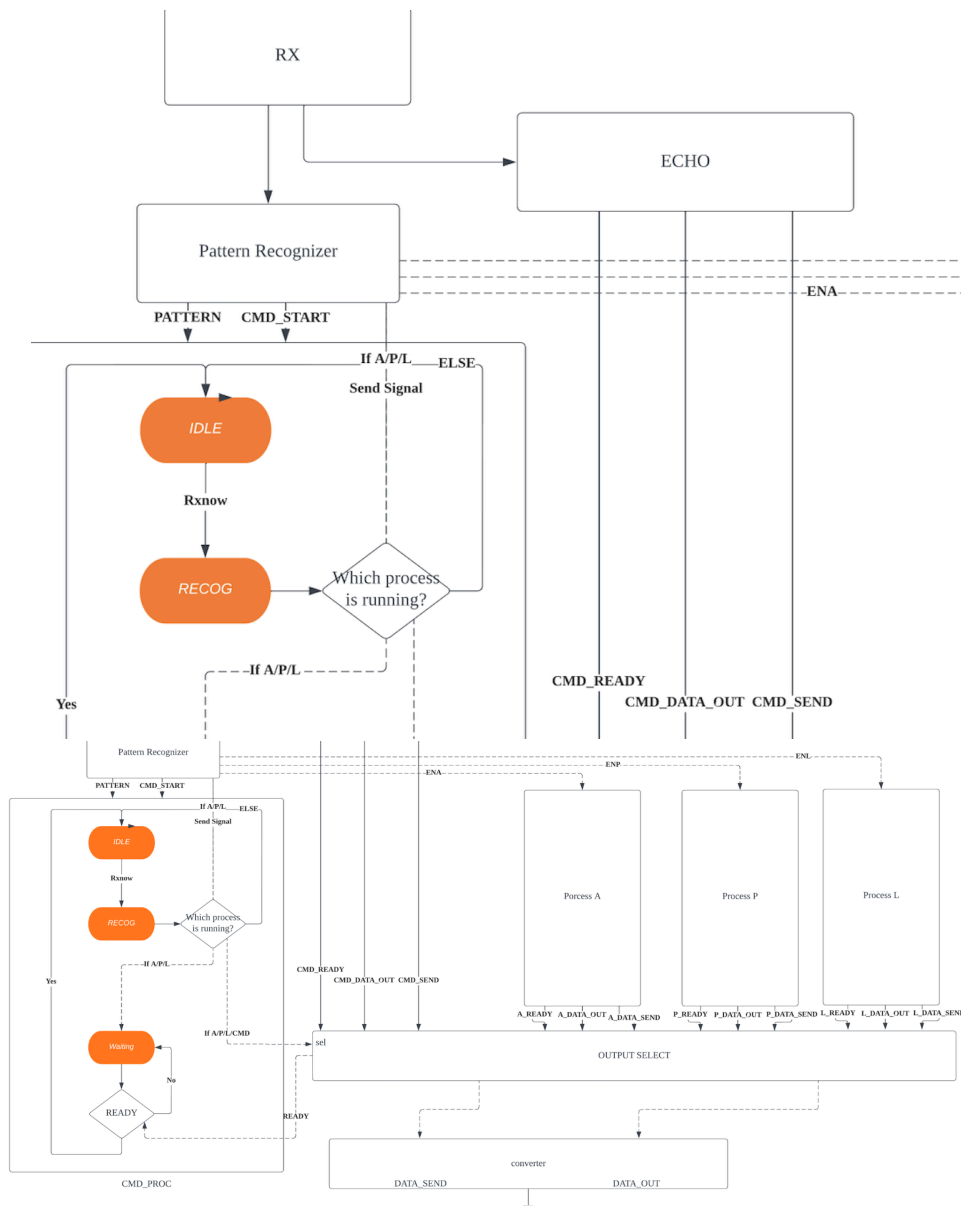 RX
ECHO
Pattern Recognizer
ENA
PATTERN
CMD_START
If A/P/L
ELSE
Send Signal
IDLE
Rxnow
RECOG
Which process
is running?
If A/P/L
Yes
CMD_READY
CMD_DATA_OUT
CMD_SEND
Pattern Recognizer
ENL
ENP
ENA
PATTERN
CMD_START
If A/P/L
ELSE
Send Signal
IDLE
Rxnow
RECOG
Which process
is running?
If A/P/L
Yes
CMD_READY
CMD_DATA_OUT
CMD_SEND
Porcess A
Process P
Process L
A_READY
A_DATA_OUT
A_DATA_SEND
P_READY
P_DATA_OUT
P_DATA_SEND
L_READY
L_DATA_OUT
L_DATA_SEND
If A/P/L/CMD
sel
OUTPUT SELECT
Waiting
No
READY
READY
converter
DATA_SEND
DATA_OUT
CMD_PROC